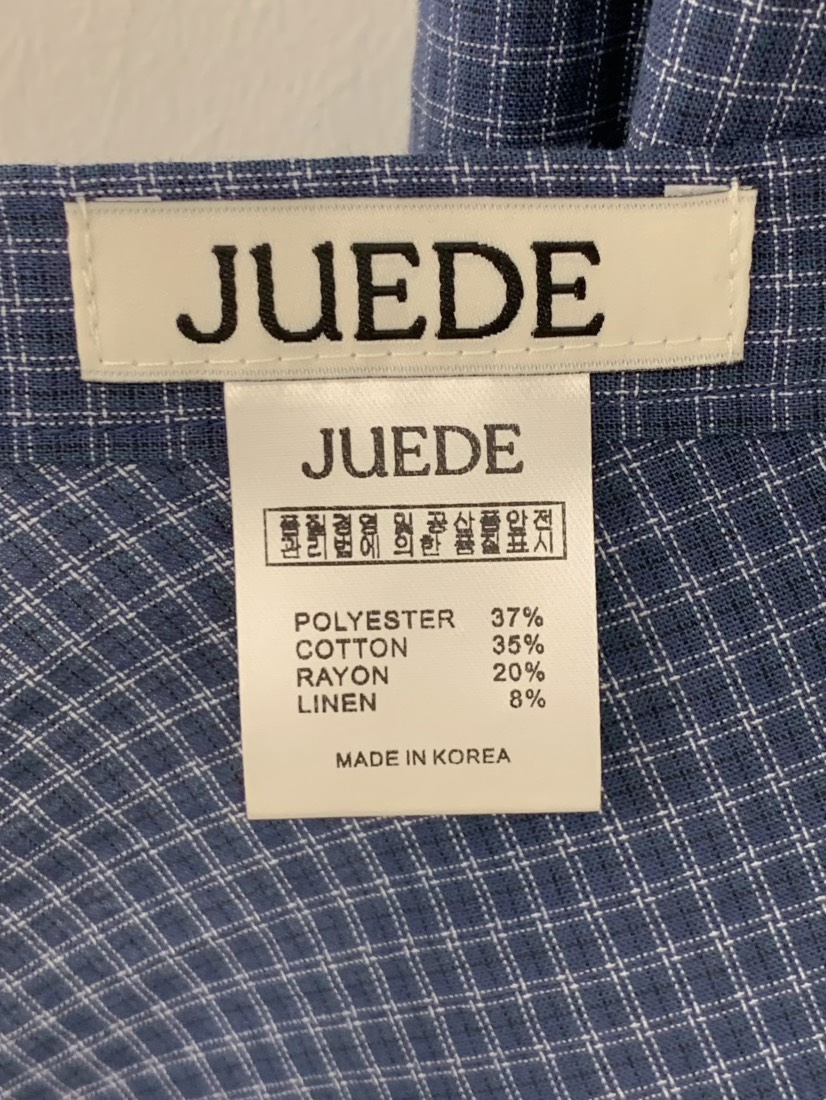 JUEDE
JUEDE
품질경영 및 공산품안전
관리법에 의한 품질표시
POLYESTER 37%
COTTON 35%
RAYON 20%
LINEN 8%
MADE IN KOREA